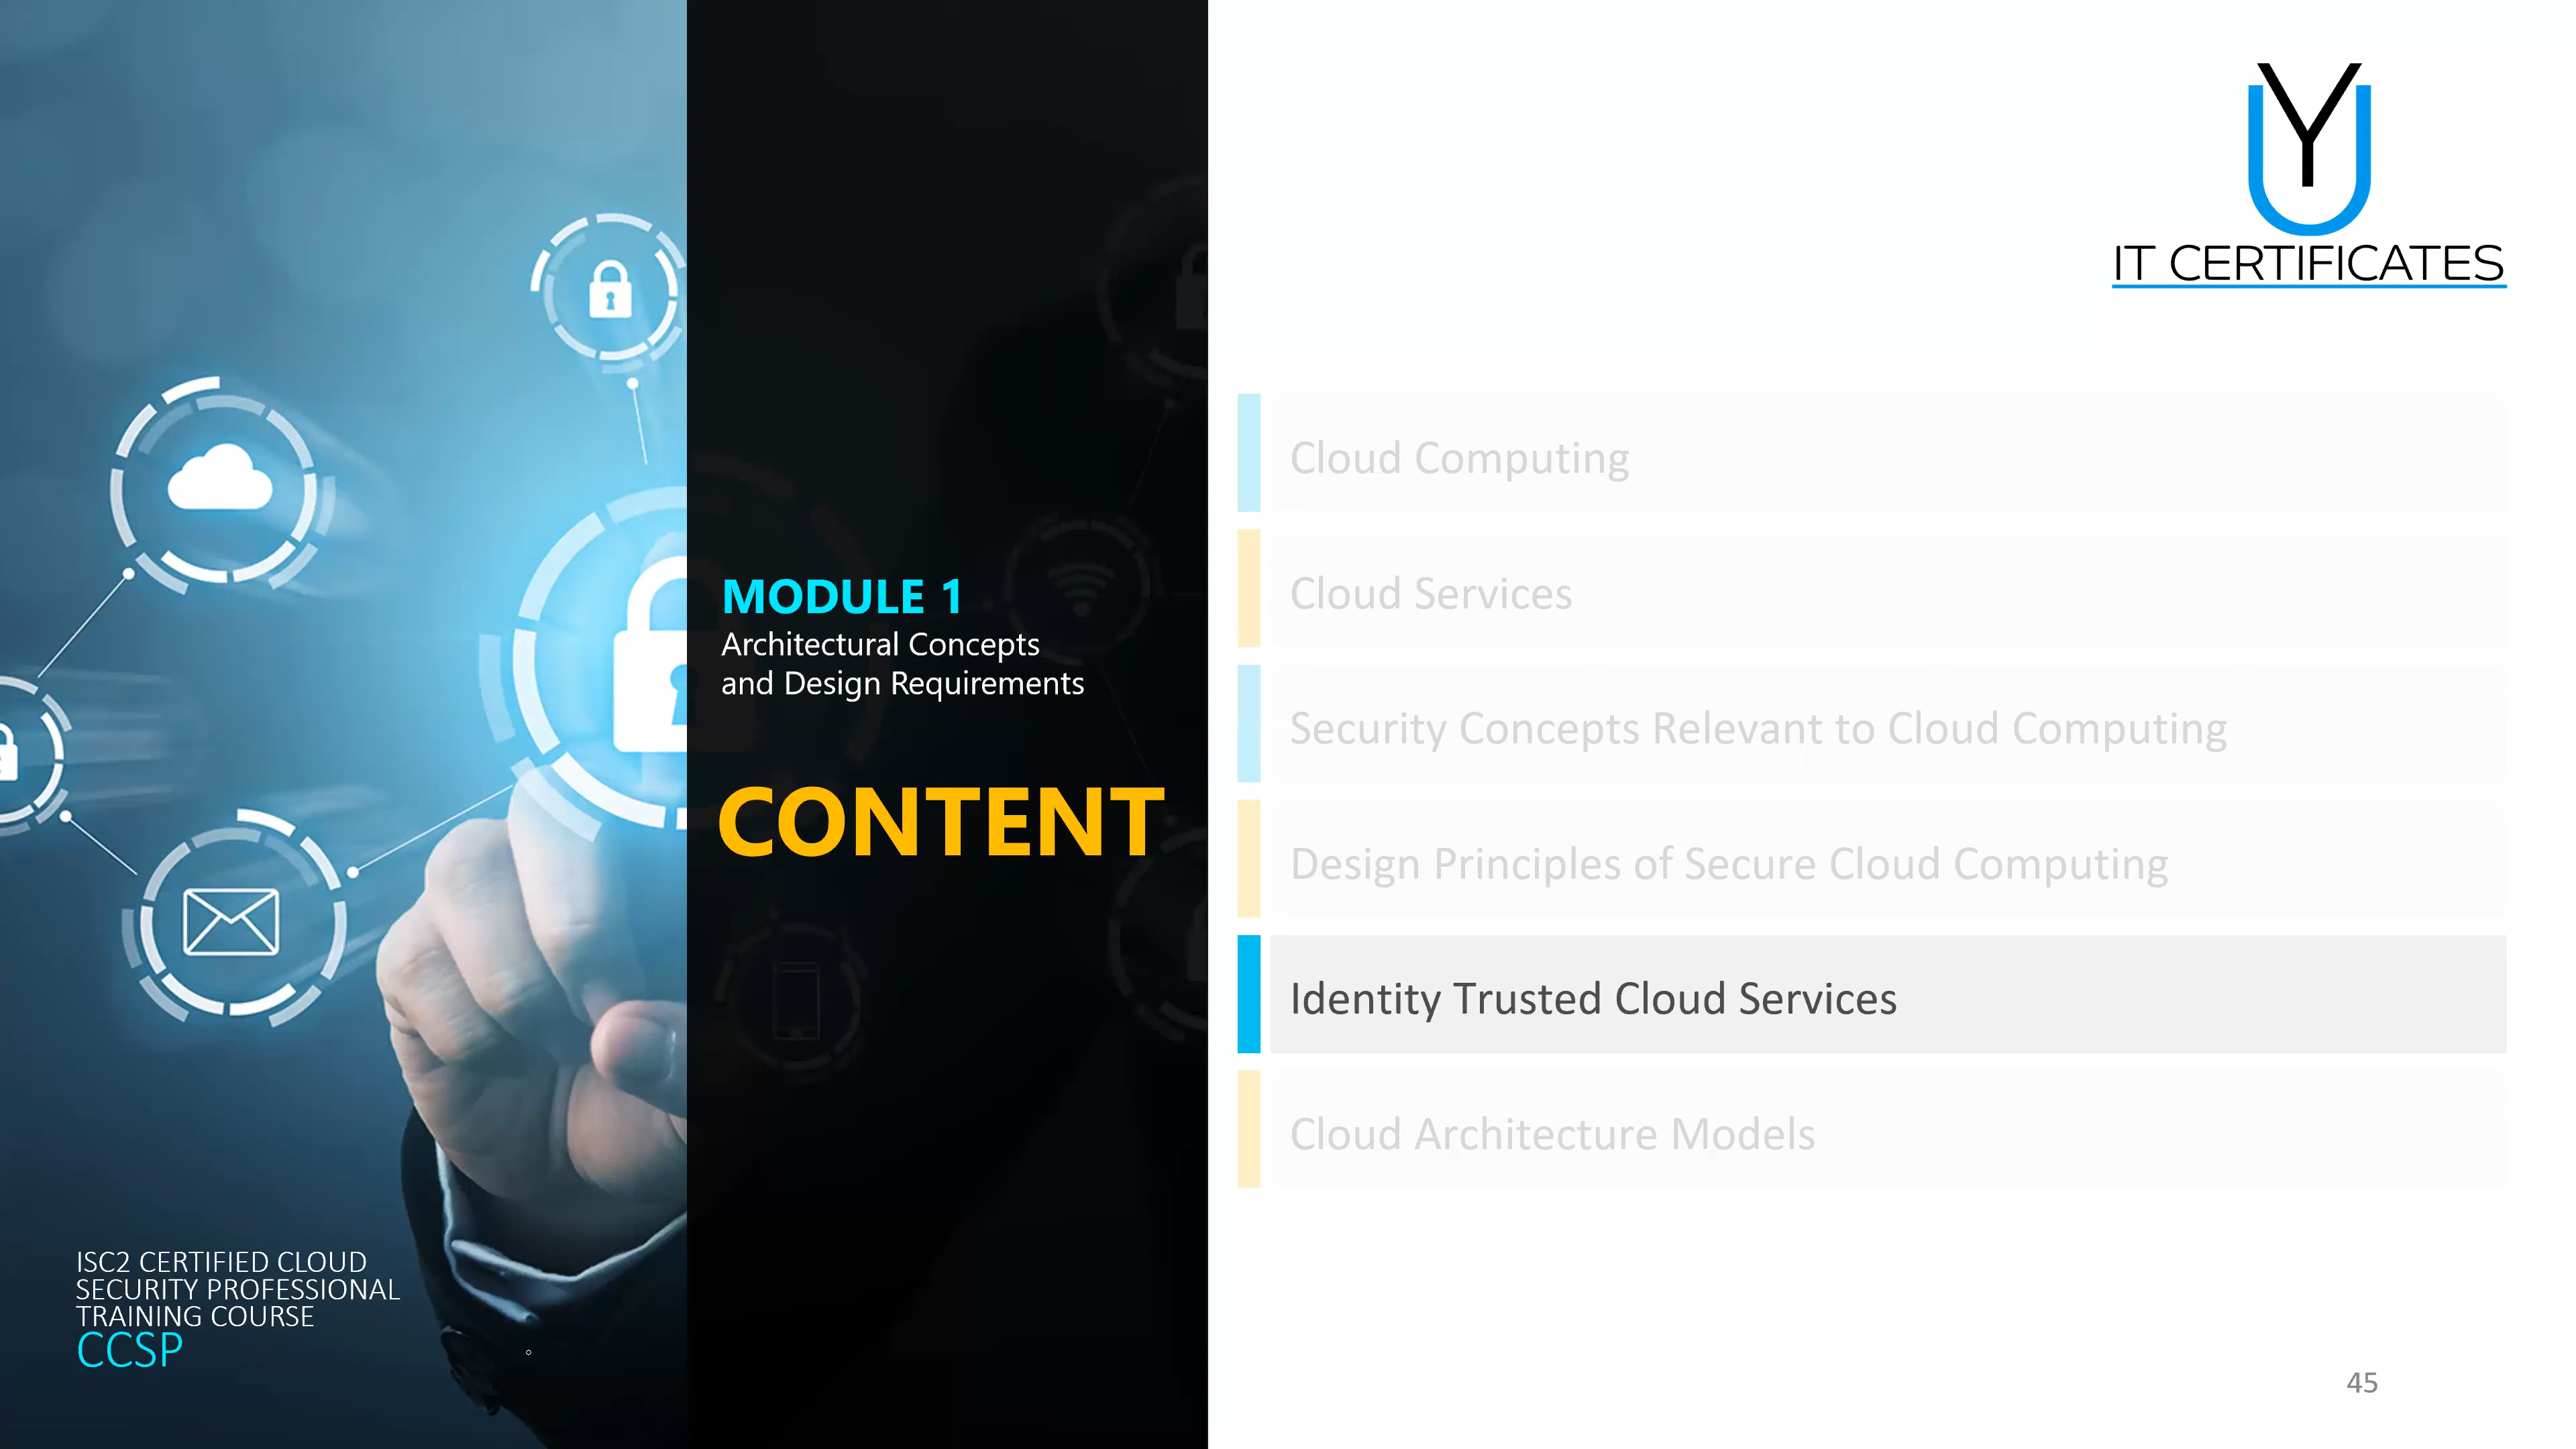 MODULE 1
Architectural Concepts
and Design Requirements
CONTENT
ISC2 CERTIFIED CLOUD
SECURITY PROFESSIONAL
TRAINING COURSE
CCSP
YU
IT CERTIFICATES
Cloud Computing
Cloud Services
Security Concepts Relevant to Cloud Computing
Design Principles of Secure Cloud Computing
Identity Trusted Cloud Services
Cloud Architecture Models
45